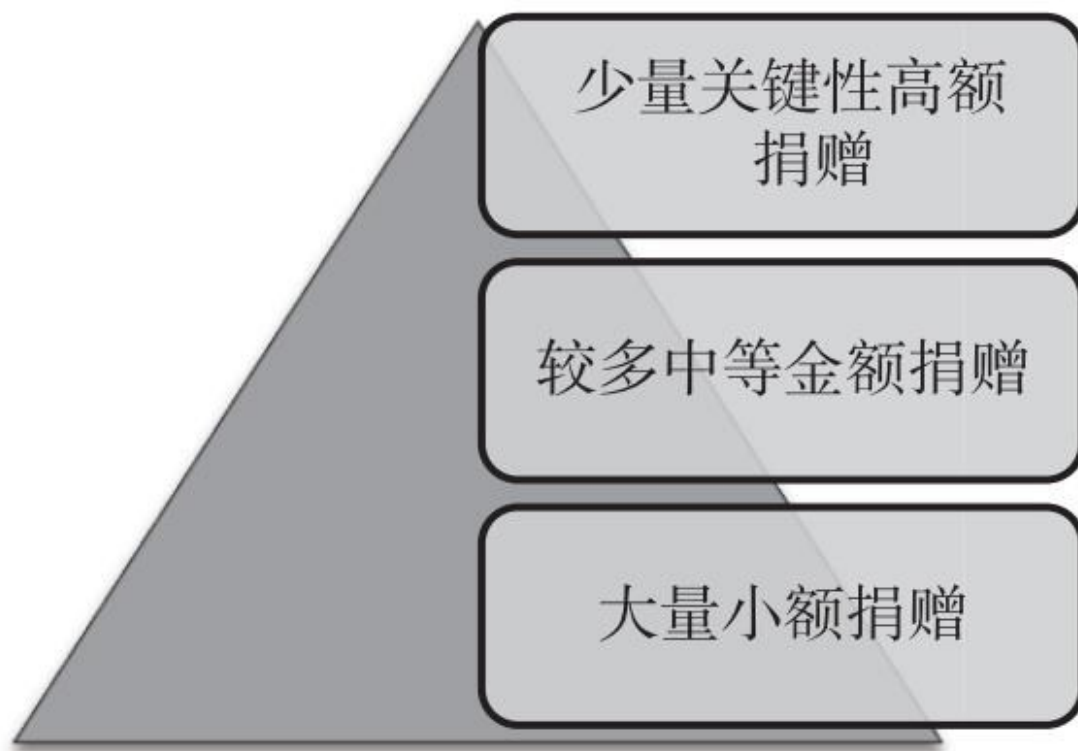 少量关键性高额
捐赠
较多中等金额捐赠
大量小额捐赠